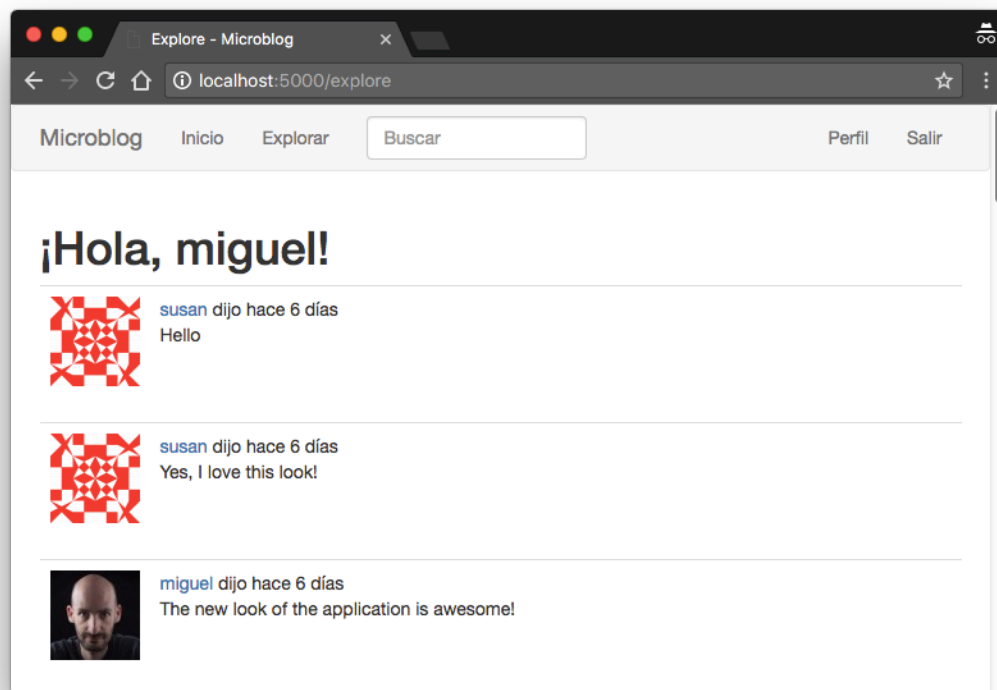 Explore - Microblog
localhost:5000/explore
Microblog Inicio Explorar Buscar Perfil Salir
¡Hola, miguel!
susan dijo hace 6 días
Hello
susan dijo hace 6 días
Yes, I love this look!
miguel dijo hace 6 días
The new look of the application is awesome!